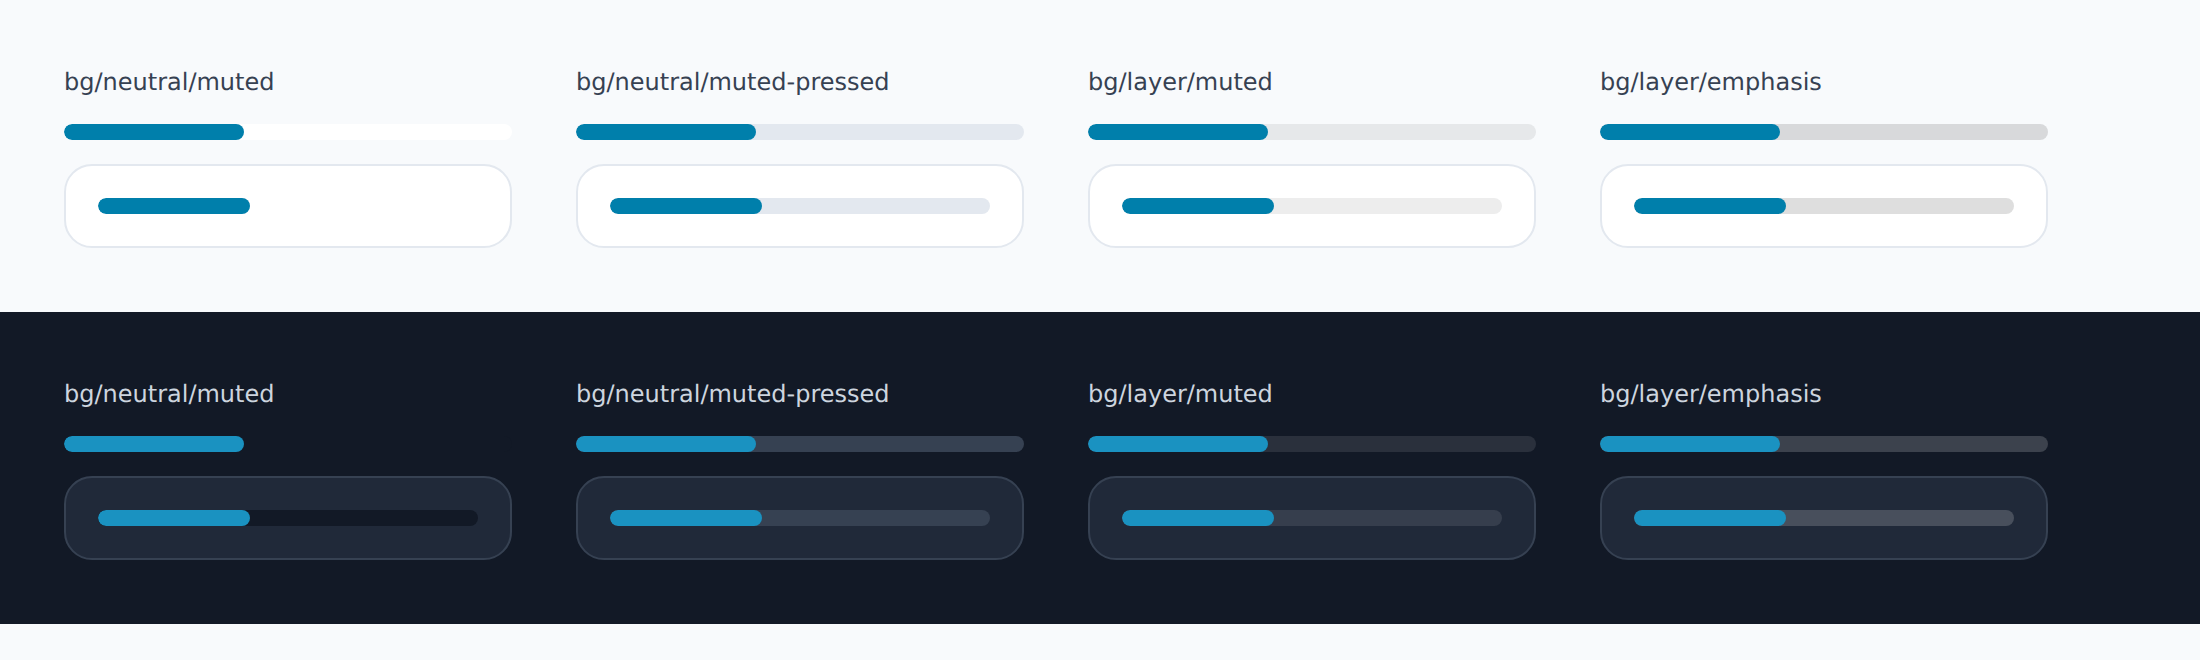 bg/neutral/muted
bg/neutral/muted-pressed
bg/layer/muted
bg/layer/emphasis
bg/neutral/muted
bg/neutral/muted-pressed
bg/layer/muted
bg/layer/emphasis